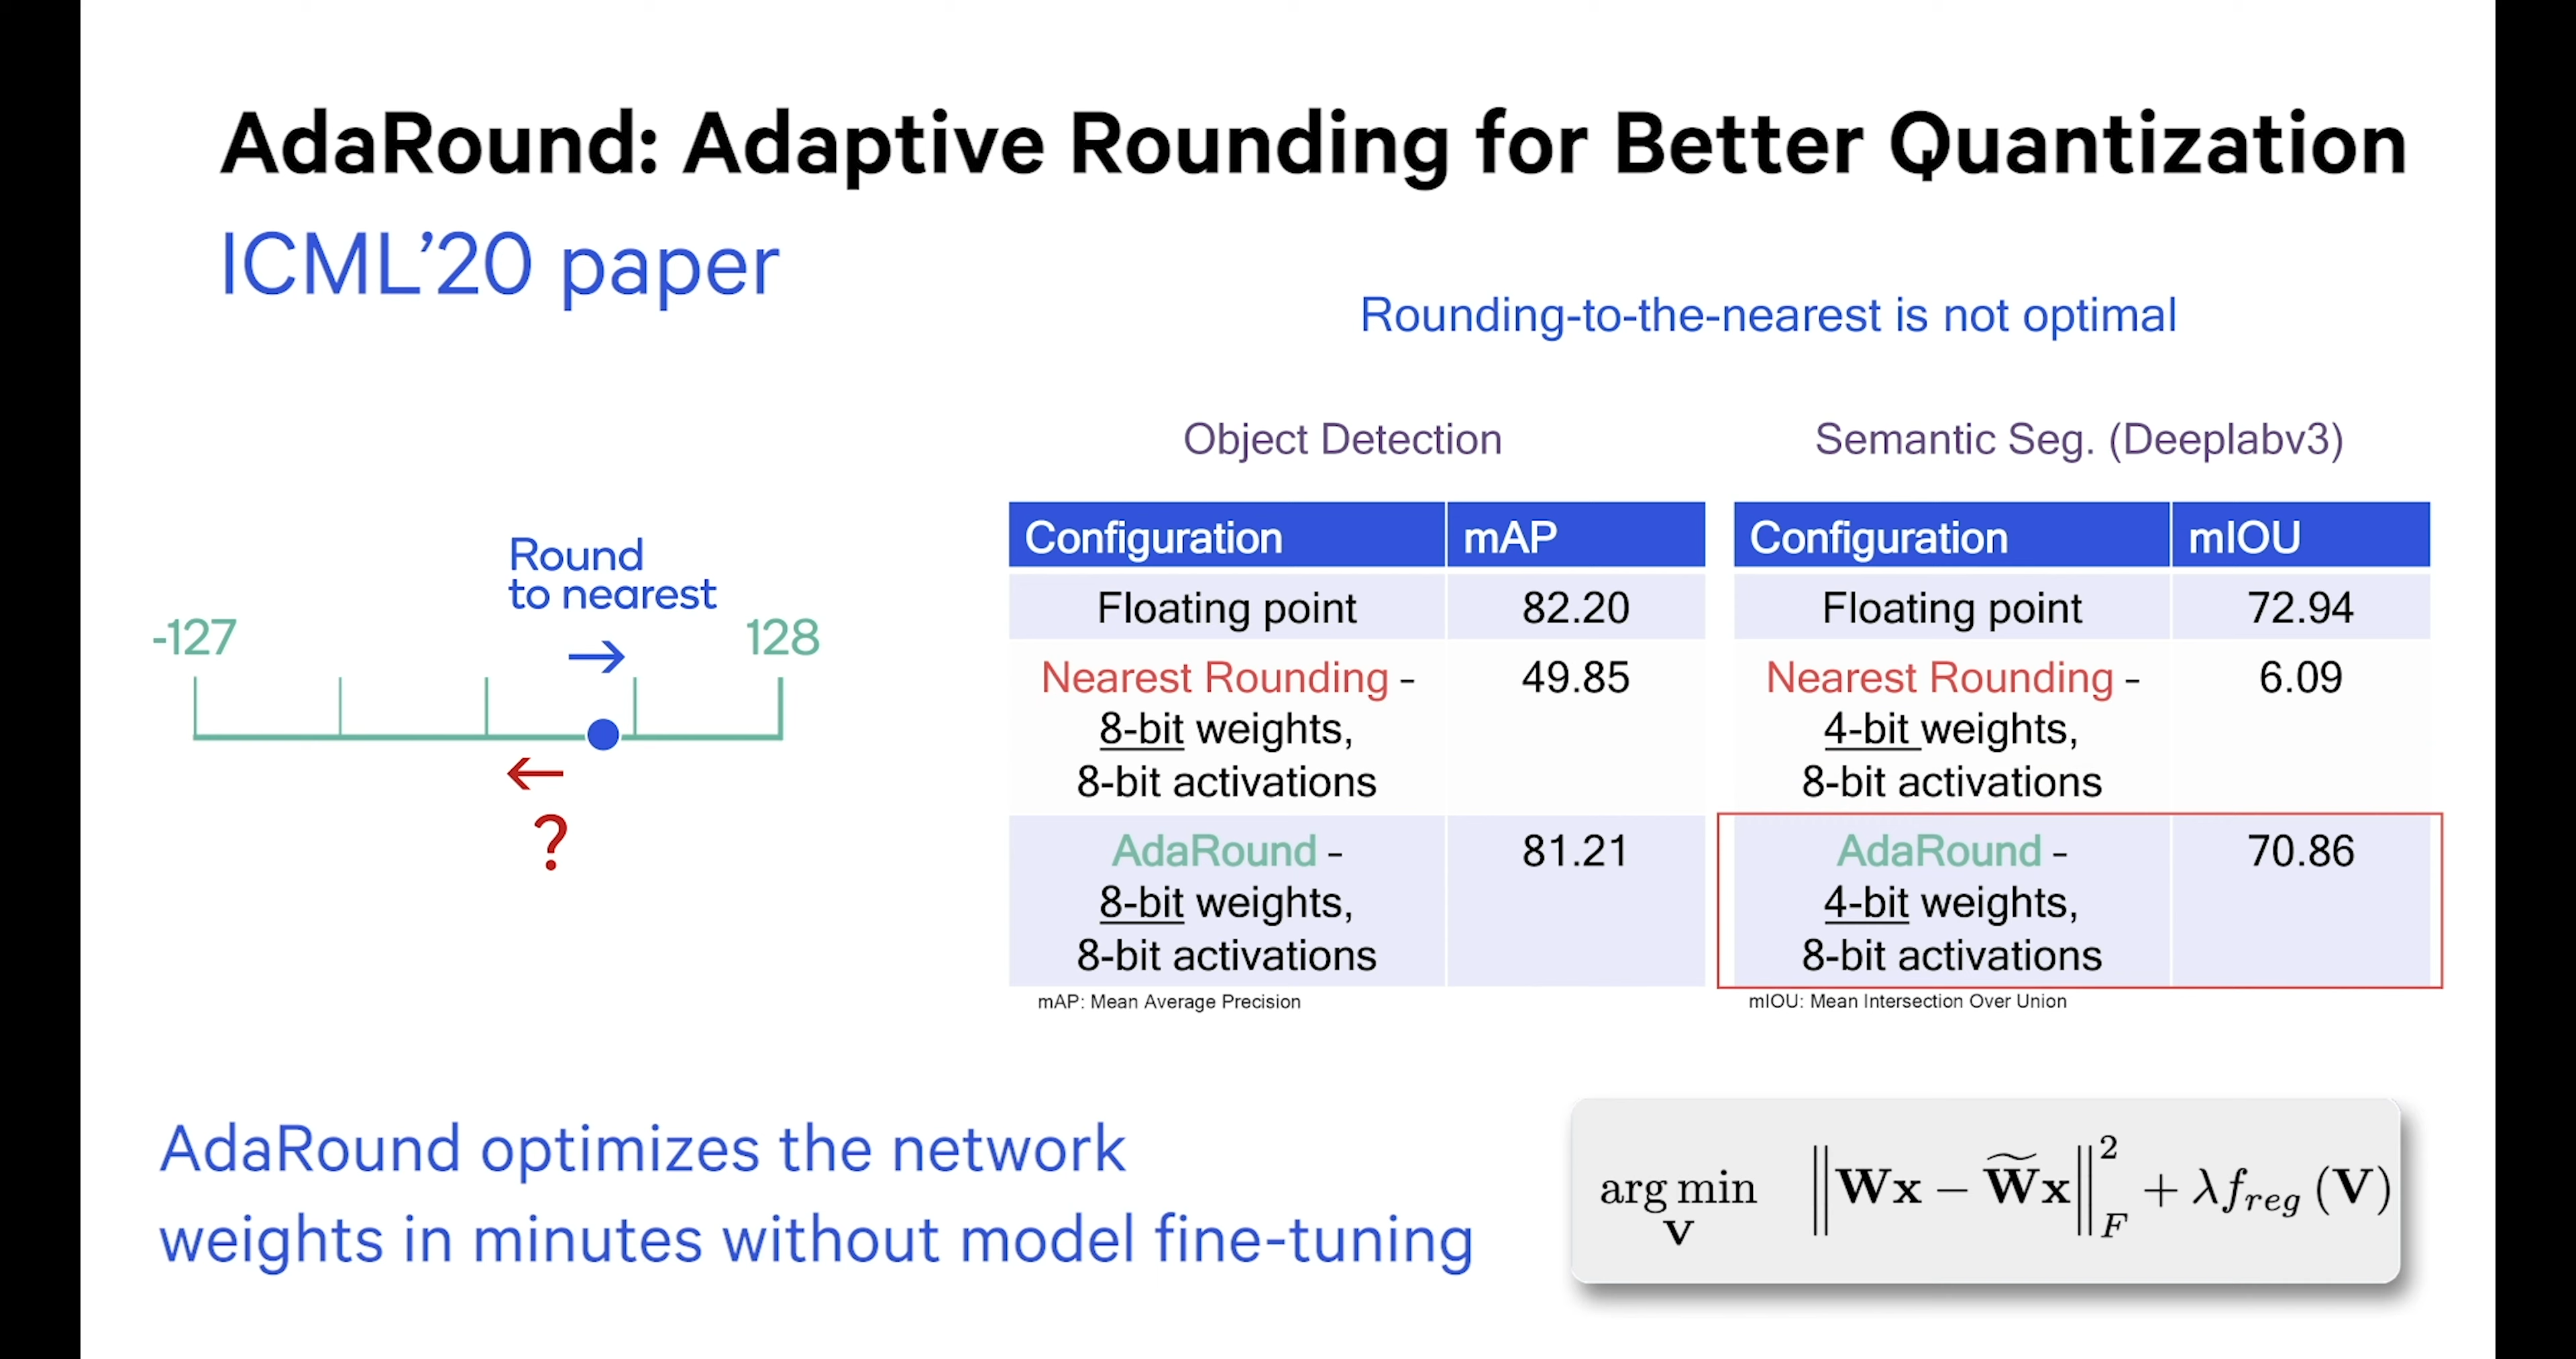 AdaRound: Adaptive Rounding for Better Quantization
ICML’20 paper
Rounding-to-the-nearest is not optimal
Round
to nearest
-127
128
?
Object Detection
Configuration mAP
Floating point 82.20
Nearest Rounding - 49.85
8-bit weights,
8-bit activations
AdaRound - 81.21
8-bit weights,
8-bit activations
mAP: Mean Average Precision
Semantic Seg. (Deeplabv3)
Configuration mIOU
Floating point 72.94
Nearest Rounding - 6.09
4-bit weights,
8-bit activations
AdaRound - 70.86
4-bit weights,
8-bit activations
mIOU: Mean Intersection Over Union
AdaRound optimizes the network
weights in minutes without model fine-tuning
arg min_V ‖Wx − W̃x‖²_F + λf_reg (V)